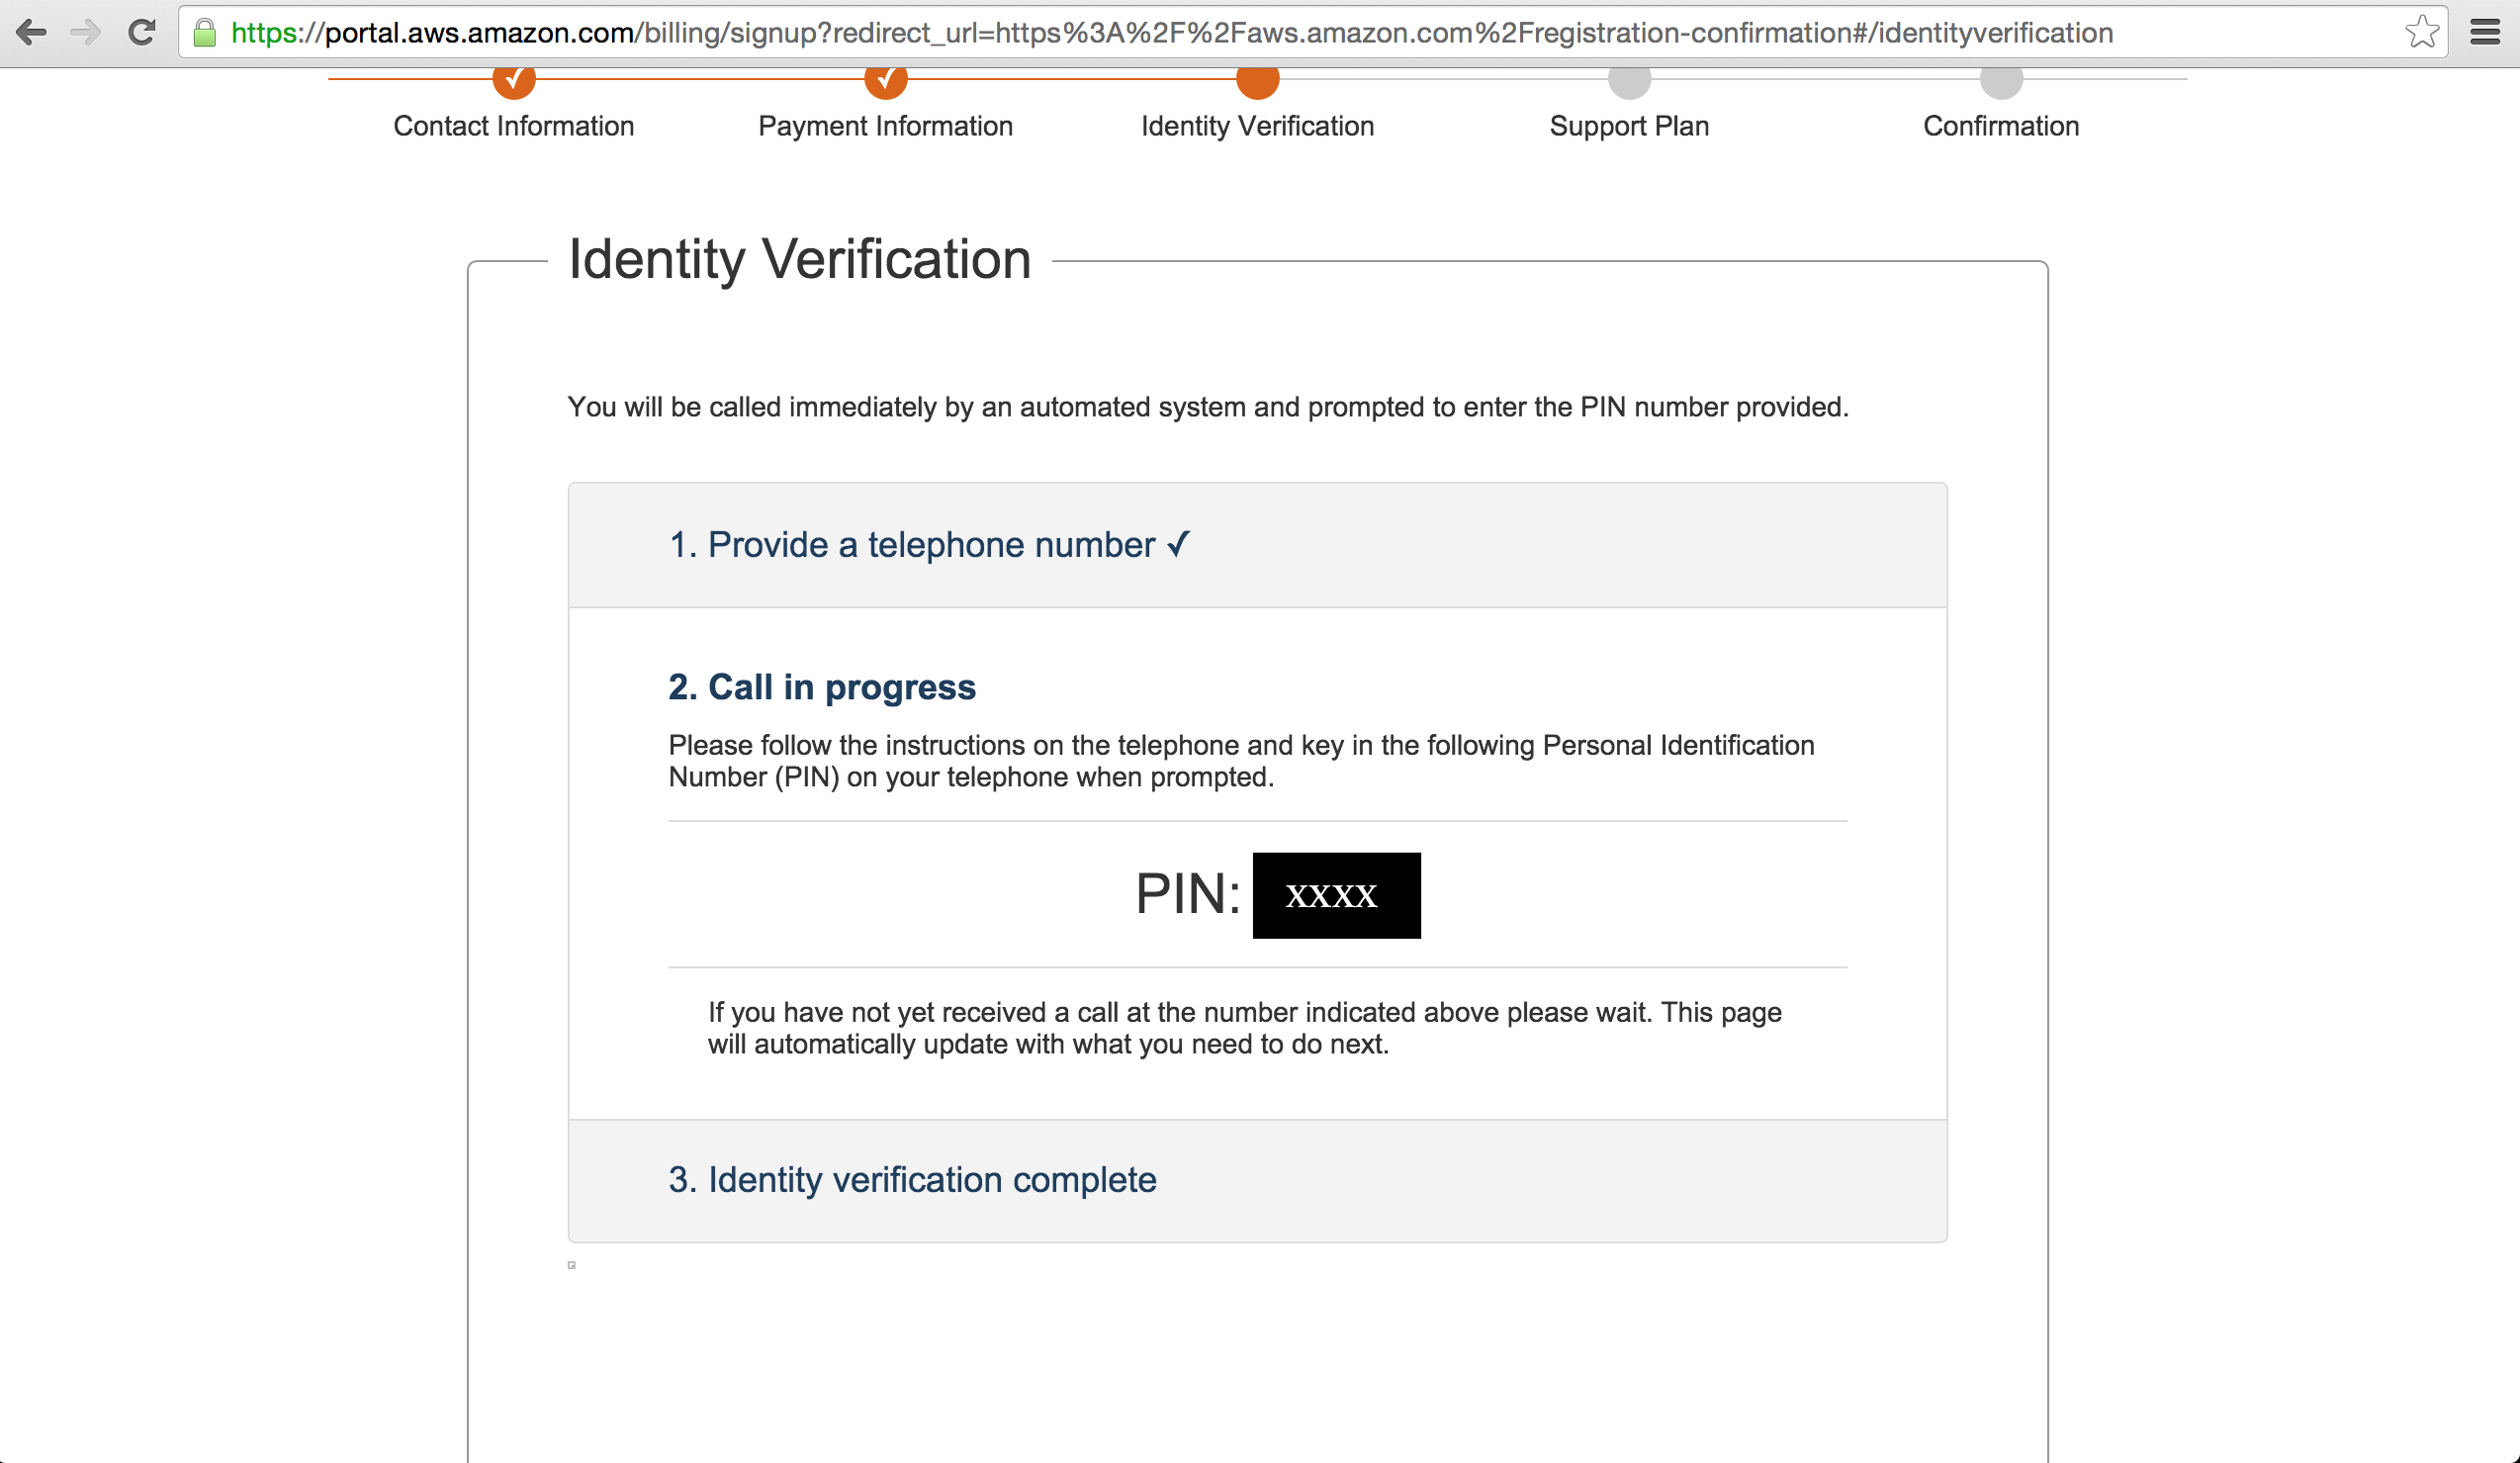 https://portal.aws.amazon.com/billing/signup?redirect_url=https%3A%2F%2Faws.amazon.com%2Fregistration-confirmation#/identityverification
Contact Information
Payment Information
Identity Verification
Support Plan
Confirmation
Identity Verification
You will be called immediately by an automated system and prompted to enter the PIN number provided.
1. Provide a telephone number ✓
2. Call in progress
Please follow the instructions on the telephone and key in the following Personal Identification
Number (PIN) on your telephone when prompted.
PIN: xxxx
If you have not yet received a call at the number indicated above please wait. This page
will automatically update with what you need to do next.
3. Identity verification complete